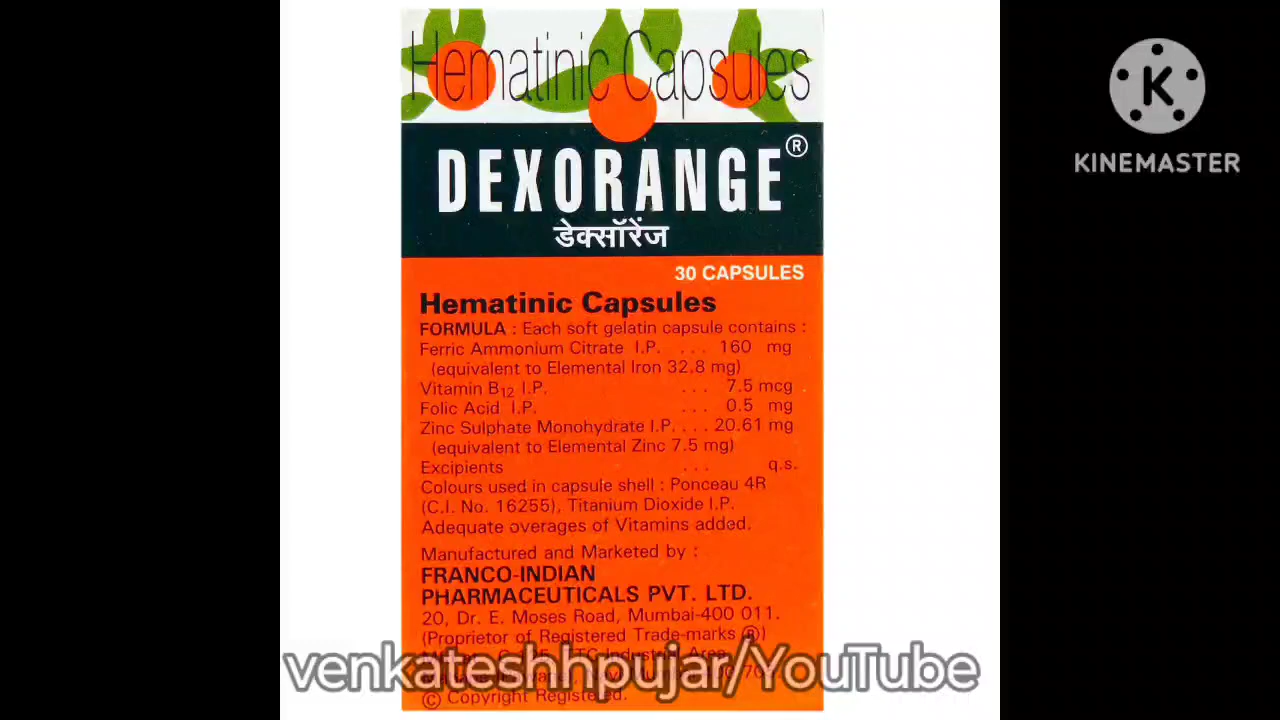 Hematinic Capsules
DEXORANGE®
डेक्सॉरेंज
30 CAPSULES
Hematinic Capsules
FORMULA : Each soft gelatin capsule contains :
Ferric Ammonium Citrate I.P. ... 160 mg
(equivalent to Elemental Iron 32.8 mg)
Vitamin B12 I.P. ... 7.5 mcg
Folic Acid I.P. ... 0.5 mg
Zinc Sulphate Monohydrate I.P. ... 20.61 mg
(equivalent to Elemental Zinc 7.5 mg)
Excipients ... q.s.
Colours used in capsule shell : Ponceau 4R
(C.I. No. 16255), Titanium Dioxide I.P.
Adequate overages of Vitamins added.
Manufactured and Marketed by :
FRANCO-INDIAN
PHARMACEUTICALS PVT. LTD.
20, Dr. E. Moses Road, Mumbai-400 011.
(Proprietor of Registered Trade-marks ®)
venkateshhpujar/YouTube
© Copyright Registered.
K
KINEMASTER